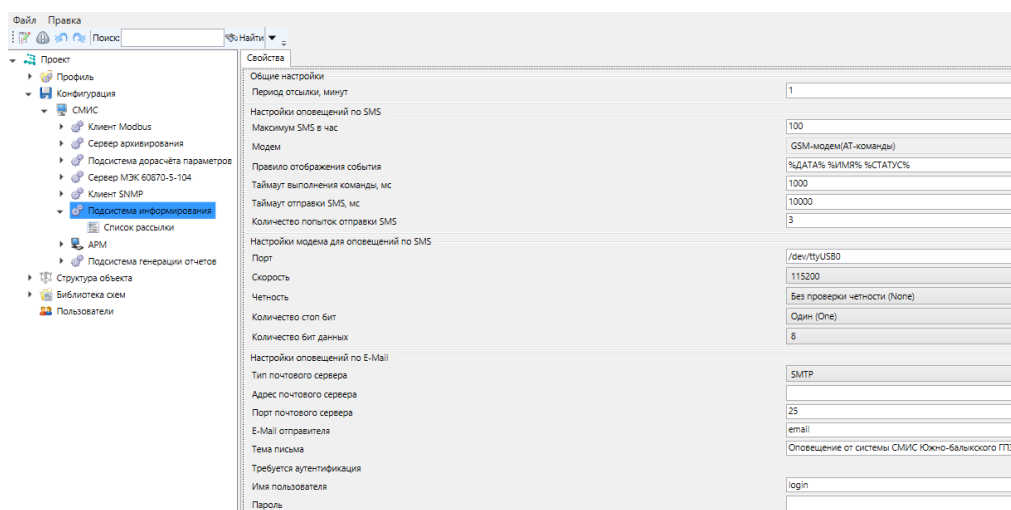 Файл Правка
Поиск: Найти
Проект
Профиль
Конфигурация
СМИС
Клиент Modbus
Сервер архивирования
Подсистема дорасчёта параметров
Сервер МЭК 60870-5-104
Клиент SNMP
Подсистема информирования
Список рассылки
АРМ
Подсистема генерации отчетов
Структура объекта
Библиотека схем
Пользователи
Свойства
Общие настройки
Период отсылки, минут 1
Настройки оповещений по SMS
Максимум SMS в час 100
Модем GSM-модем(AT-команды)
Правило отображения события %ДАТА% %ИМЯ% %СТАТУС%
Таймаут выполнения команды, мс 1000
Таймаут отправки SMS, мс 10000
Количество попыток отправки SMS 3
Настройки модема для оповещений по SMS
Порт /dev/ttyUSB0
Скорость 115200
Четность Без проверки четности (None)
Количество стоп бит Один (One)
Количество бит данных 8
Настройки оповещений по E-Mail
Тип почтового сервера SMTP
Адрес почтового сервера
Порт почтового сервера 25
E-Mail отправителя email
Тема письма Оповещение от системы СМИС Южно-балыкского ГПЗ
Требуется аутентификация
Имя пользователя login
Пароль